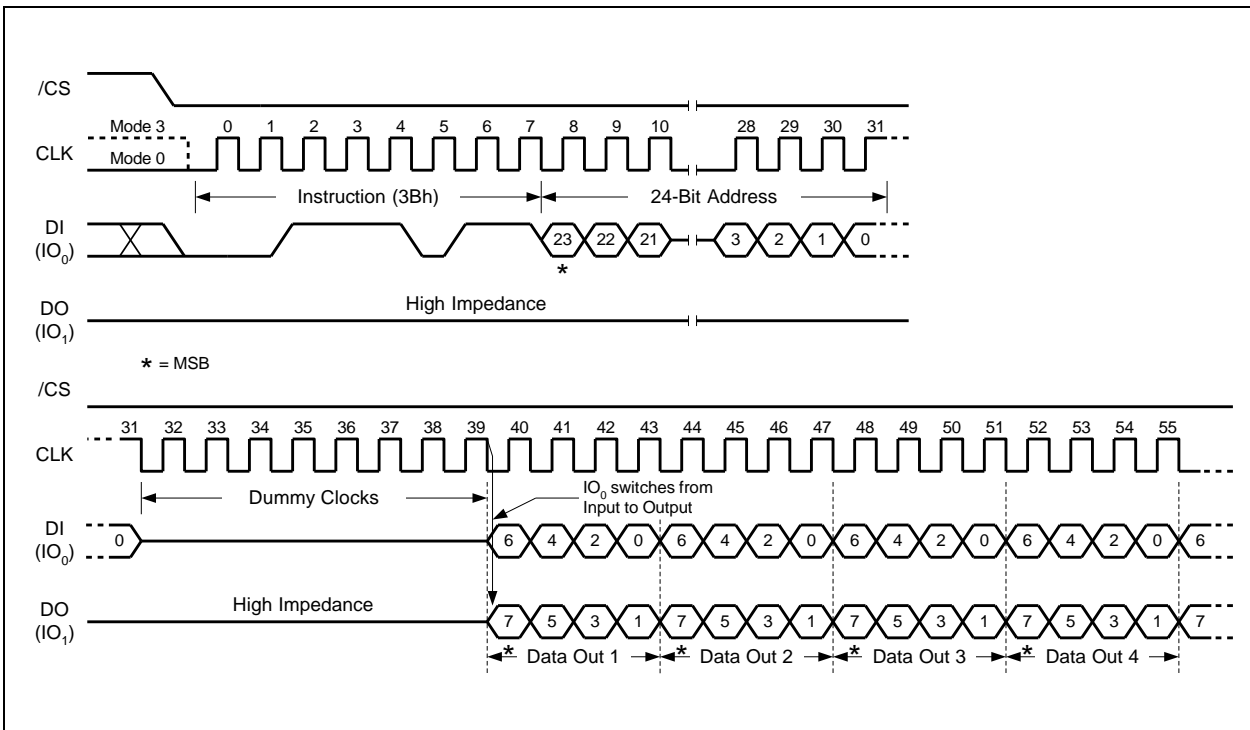 /CS
Mode 3 0 1 2 3 4 5 6 7 8 9 10 28 29 30 31
CLK
Mode 0
Instruction (3Bh) 24-Bit Address
DI
(IO0)
23 22 21 3 2 1 0
*
High Impedance
DO
(IO1)
* = MSB
/CS
31 32 33 34 35 36 37 38 39 40 41 42 43 44 45 46 47 48 49 50 51 52 53 54 55
CLK
Dummy Clocks
IO0 switches from
Input to Output
DI
(IO0)
0 6 4 2 0 6 4 2 0 6 4 2 0 6 4 2 0 6
High Impedance
DO
(IO1)
7 5 3 1 7 5 3 1 7 5 3 1 7 5 3 1 7
* Data Out 1 * Data Out 2 * Data Out 3 * Data Out 4